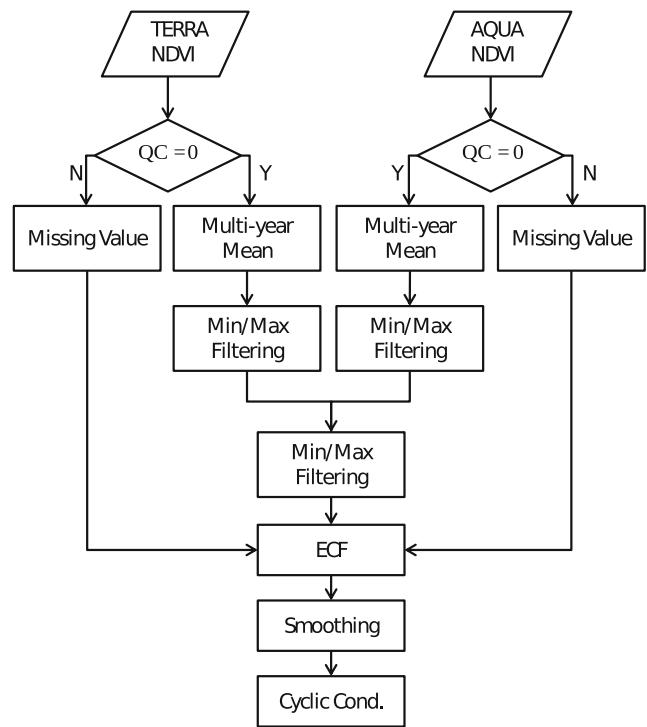 TERRA
NDVI
AQUA
NDVI
QC = 0
QC = 0
N
Y
Y
N
Missing Value
Multi-year
Mean
Multi-year
Mean
Missing Value
Min/Max
Filtering
Min/Max
Filtering
Min/Max
Filtering
ECF
Smoothing
Cyclic Cond.